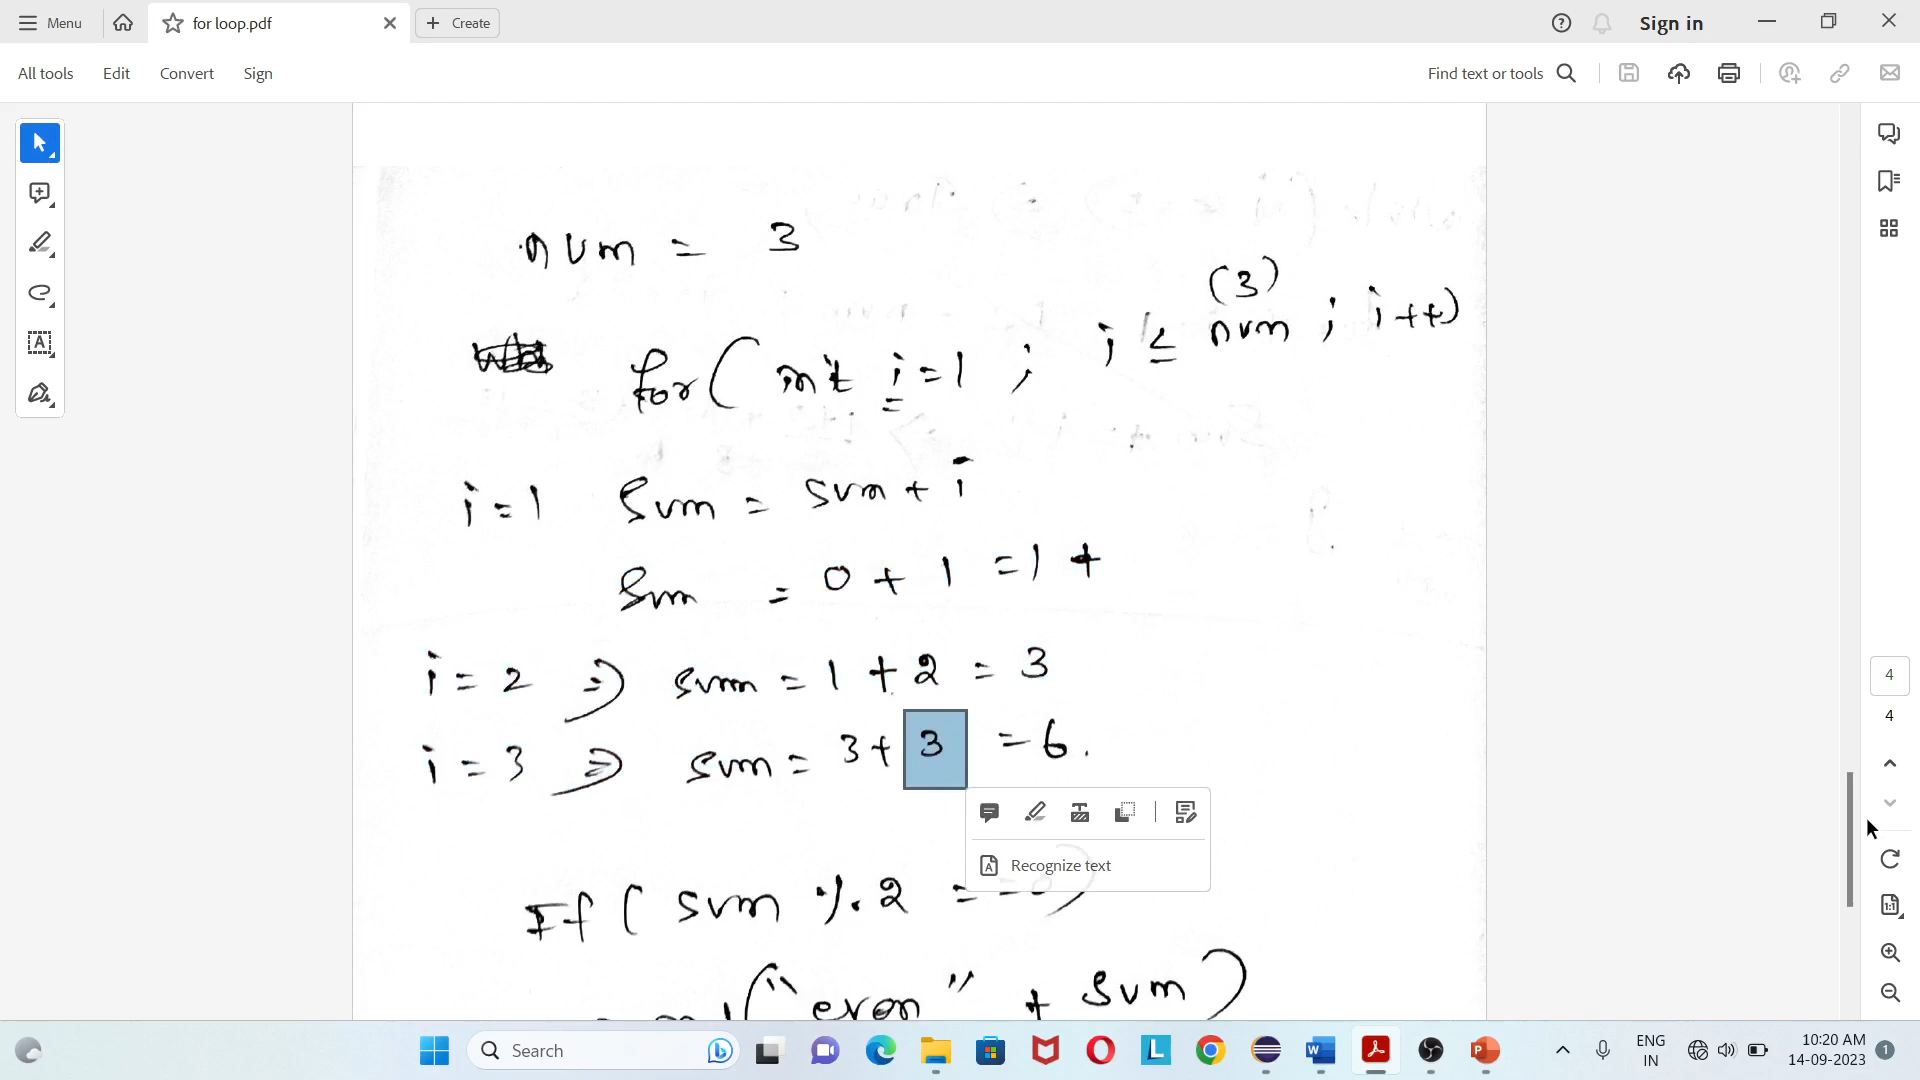 Menu
for loop.pdf
Create
Sign in
All tools
Edit
Convert
Sign
Find text or tools
num = 3
(3)
for( int i=1 ; i ≤ num ; i++)
i=1 sum = sum + i
sum = 0 + 1 = 1 +
i = 2 ⇒ sum = 1 + 2 = 3
i = 3 ⇒ sum = 3 + 3 = 6.
Recognize text
If ( sum %. 2 = = 0 )
("even" + sum)
4
4
Search
ENG
IN
10:20 AM
14-09-2023
1